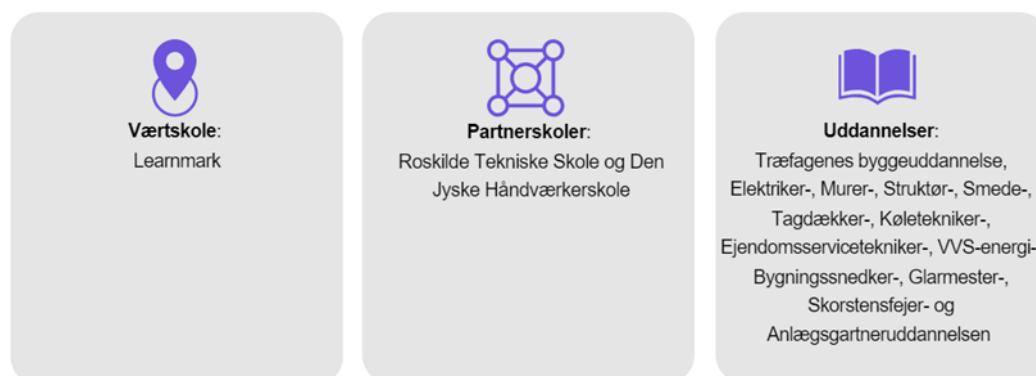 Værtskole:
Learnmark
Partnerskoler:
Roskilde Tekniske Skole og Den
Jyske Håndværkerskole
Uddannelser:
Træfagenes byggeuddannelse,
Elektriker-, Murer-, Struktør-, Smede-,
Tagdækker-, Køletekniker-,
Ejendomsservicetekniker-, VVS-energi-
Bygningssnedker-, Glarmester-,
Skorstensfejer- og
Anlægsgartneruddannelsen